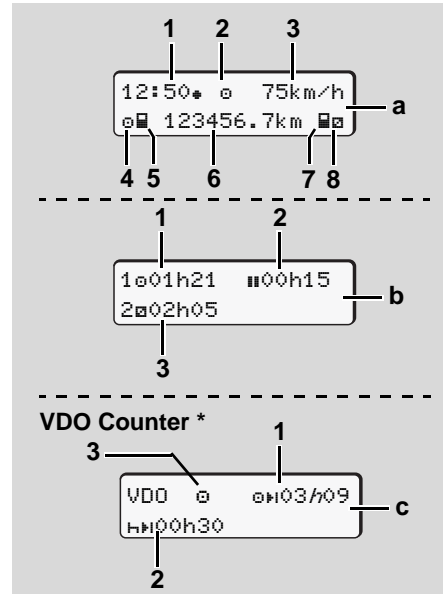 1 2 3
12:50● ⊙ 75km/h
a
⊙ 123456.7km
4 5 6 7 8
1 2
1⊙01h21 00h15
b
2 02h05
3
VDO Counter *
1
3
VDO ⊙ ⊙03h09
c
00h30
2